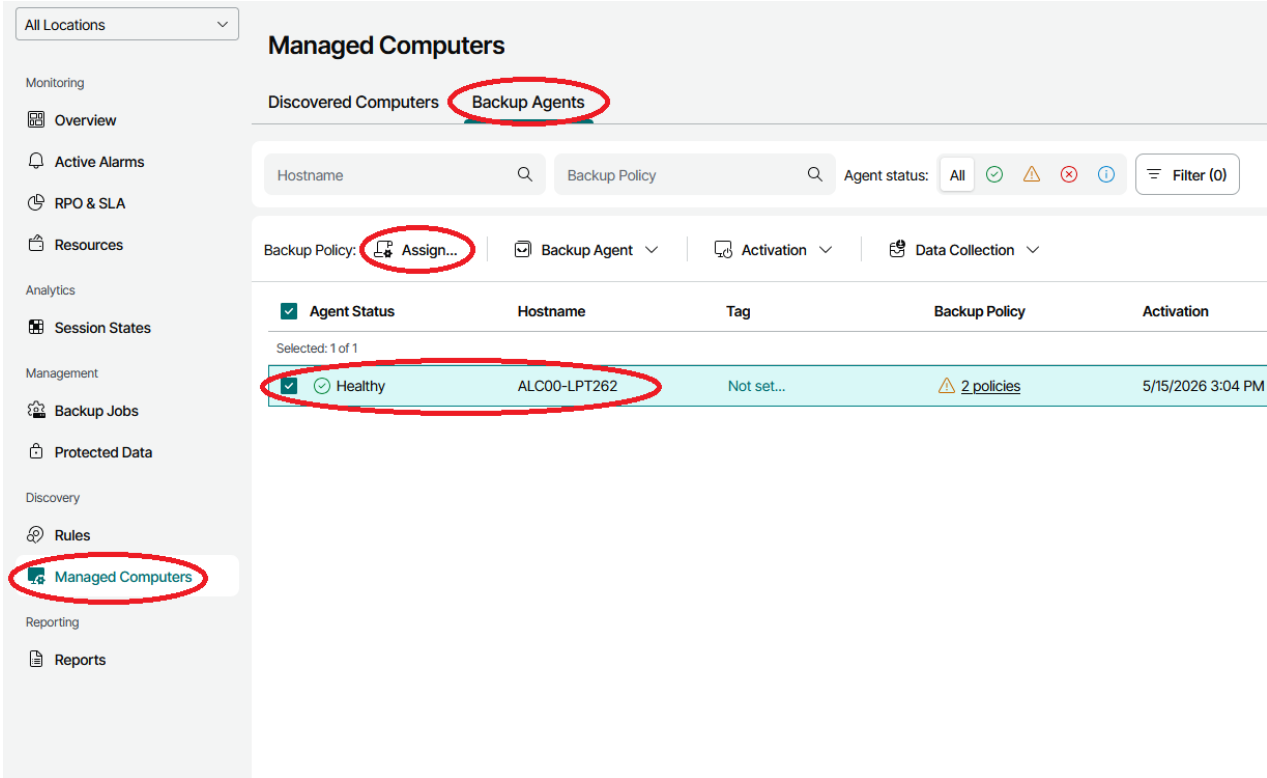 All Locations
Monitoring
Overview
Active Alarms
RPO & SLA
Resources
Analytics
Session States
Management
Backup Jobs
Protected Data
Discovery
Rules
Managed Computers
Reporting
Reports
Managed Computers
Discovered Computers Backup Agents
Hostname Backup Policy Agent status: All Filter (0)
Backup Policy: Assign... Backup Agent Activation Data Collection
Agent Status Hostname Tag Backup Policy Activation
Selected: 1 of 1
Healthy ALC00-LPT262 Not set... 2 policies 5/15/2026 3:04 PM